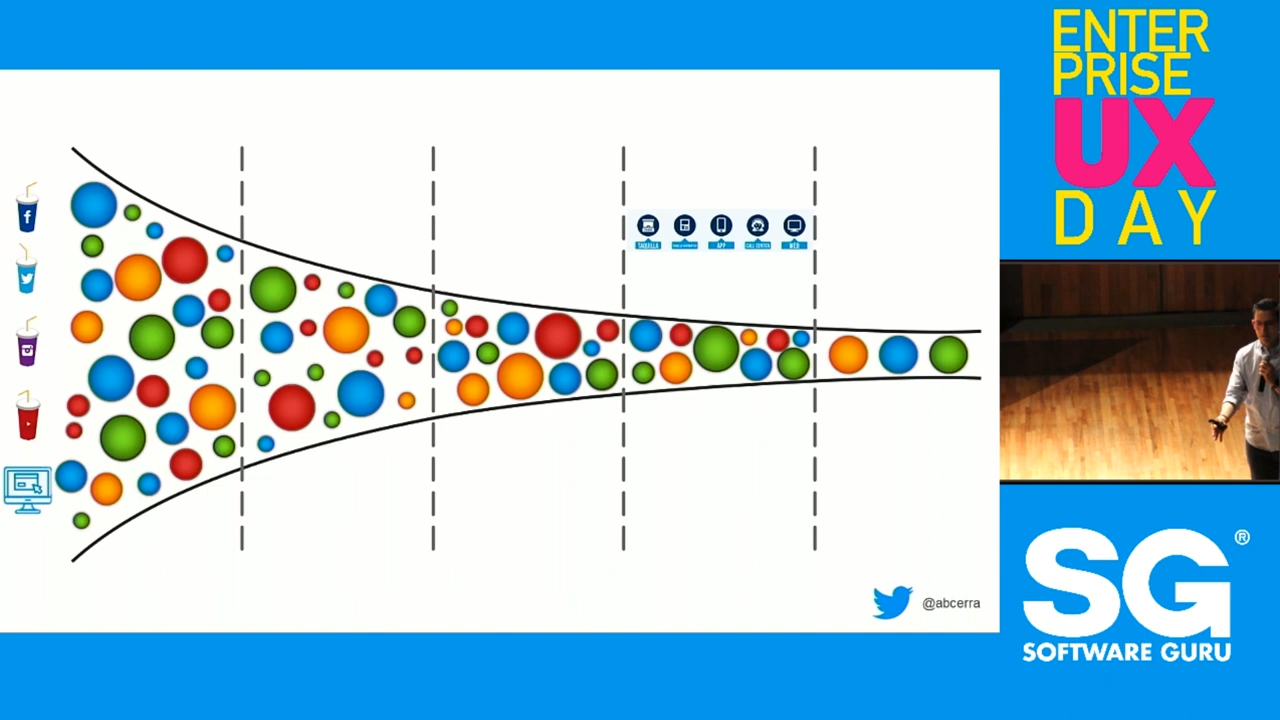 ENTER
PRISE
UX
DAY
TAQUILLA
APP
CALL CENTER
WEB
@abcerra
SG®
SOFTWARE GURU